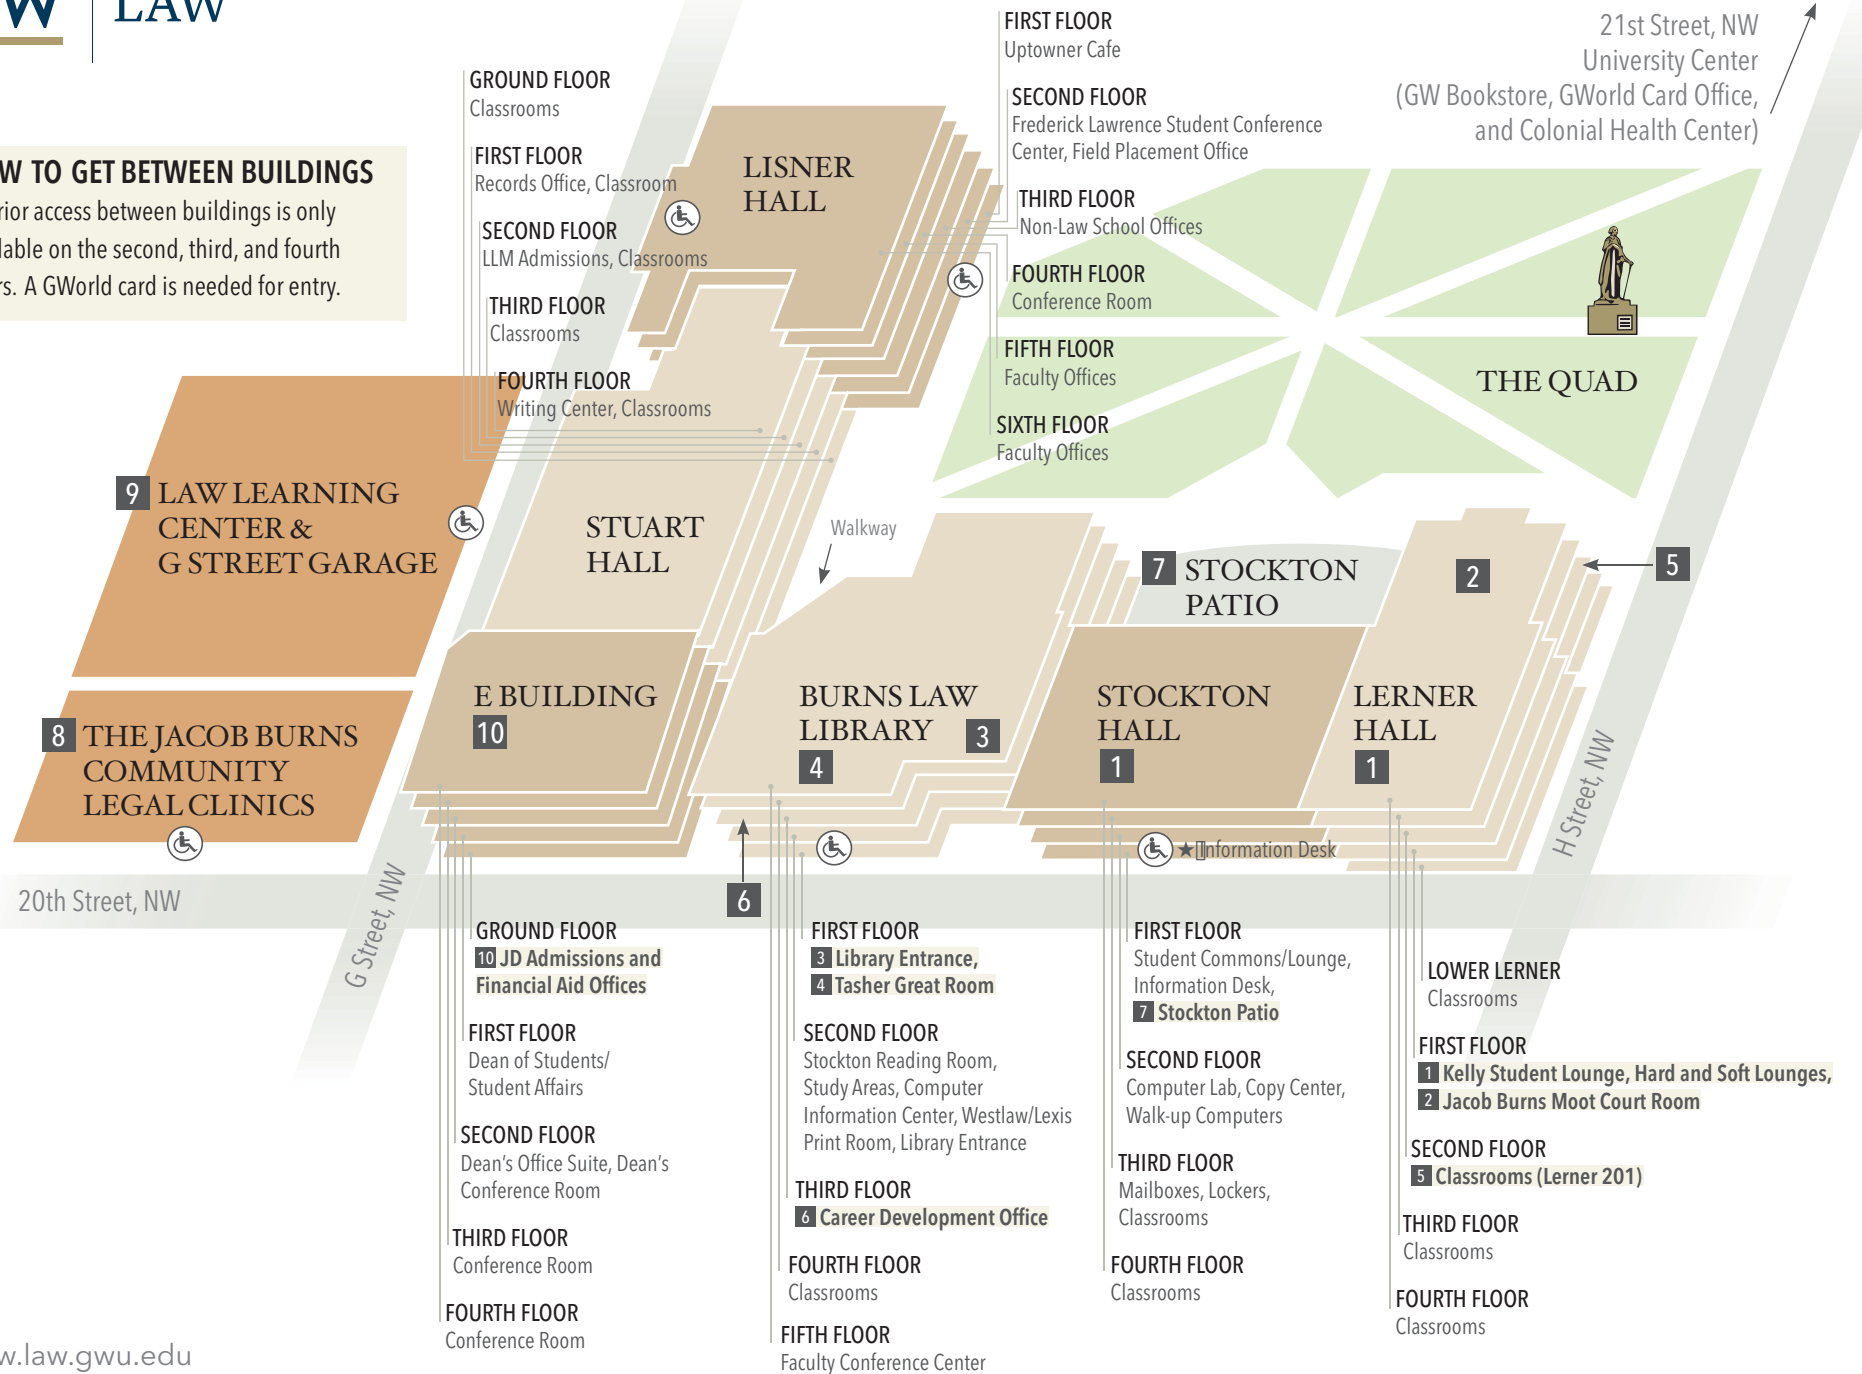 W
LAW
W TO GET BETWEEN BUILDINGS
rior access between buildings is only
lable on the second, third, and fourth
rs. A GWorld card is needed for entry.
GROUND FLOOR
Classrooms
FIRST FLOOR
Records Office, Classroom
SECOND FLOOR
LLM Admissions, Classrooms
THIRD FLOOR
Classrooms
FOURTH FLOOR
Writing Center, Classrooms
LISNER
HALL
FIRST FLOOR
Uptowner Cafe
SECOND FLOOR
Frederick Lawrence Student Conference
Center, Field Placement Office
THIRD FLOOR
Non-Law School Offices
FOURTH FLOOR
Conference Room
FIFTH FLOOR
Faculty Offices
SIXTH FLOOR
Faculty Offices
21st Street, NW
University Center
(GW Bookstore, GWorld Card Office,
and Colonial Health Center)
THE QUAD
9 LAW LEARNING
CENTER &
G STREET GARAGE
STUART
HALL
Walkway
7 STOCKTON
PATIO
2
5
8 THE JACOB BURNS
COMMUNITY
LEGAL CLINICS
E BUILDING
10
BURNS LAW
LIBRARY
3
4
STOCKTON
HALL
1
LERNER
HALL
1
★ Information Desk
H Street, NW
20th Street, NW
G Street, NW
6
GROUND FLOOR
10 JD Admissions and
Financial Aid Offices
FIRST FLOOR
Dean of Students/
Student Affairs
SECOND FLOOR
Dean's Office Suite, Dean's
Conference Room
THIRD FLOOR
Conference Room
FOURTH FLOOR
Conference Room
FIRST FLOOR
3 Library Entrance,
4 Tasher Great Room
SECOND FLOOR
Stockton Reading Room,
Study Areas, Computer
Information Center, Westlaw/Lexis
Print Room, Library Entrance
THIRD FLOOR
6 Career Development Office
FOURTH FLOOR
Classrooms
FIFTH FLOOR
Faculty Conference Center
FIRST FLOOR
Student Commons/Lounge,
Information Desk,
7 Stockton Patio
SECOND FLOOR
Computer Lab, Copy Center,
Walk-up Computers
THIRD FLOOR
Mailboxes, Lockers,
Classrooms
FOURTH FLOOR
Classrooms
LOWER LERNER
Classrooms
FIRST FLOOR
1 Kelly Student Lounge, Hard and Soft Lounges,
2 Jacob Burns Moot Court Room
SECOND FLOOR
5 Classrooms (Lerner 201)
THIRD FLOOR
Classrooms
FOURTH FLOOR
Classrooms
w.law.gwu.edu